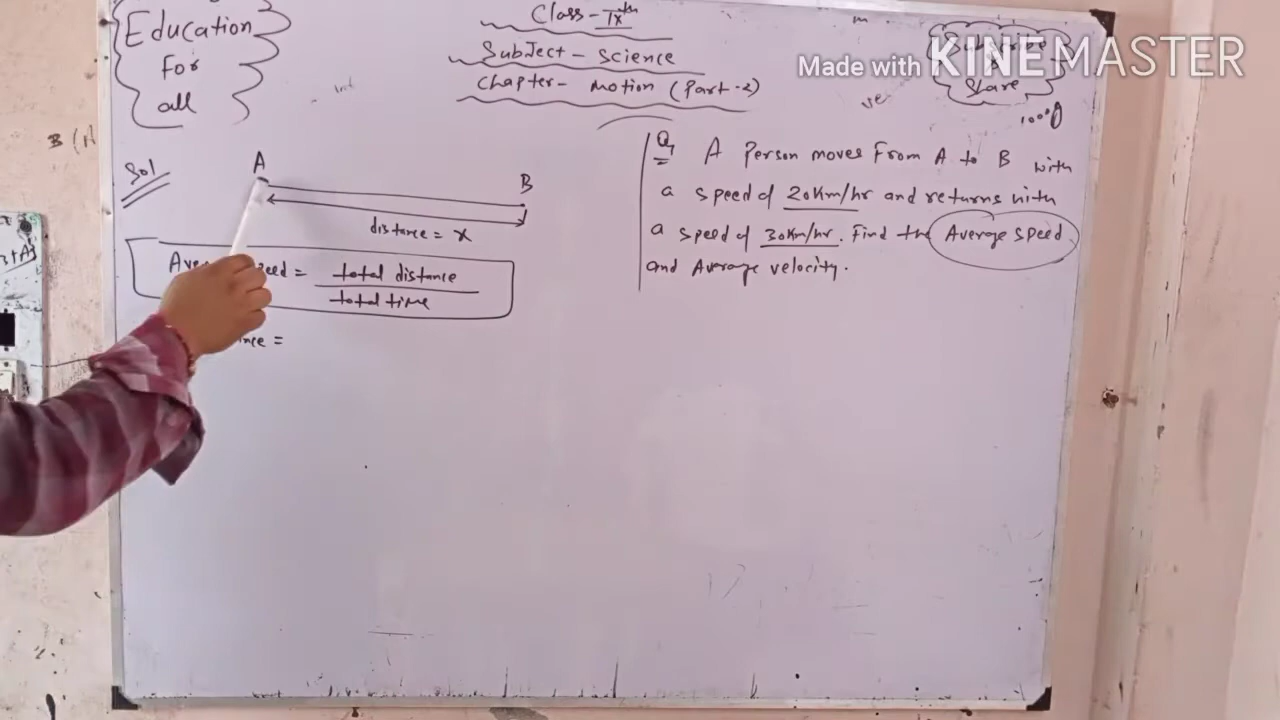 Education
For
all
Class - IXth
Subject - Science
Chapter - Motion (Part-2)
Made with KINEMASTER
Share
Sol
A
B
distance = x
total distance
total time
=
Q
A Person moves From A to B with
a speed of 20km/hr and returns with
a speed of 30km/hr. Find the Average speed
and Average velocity.